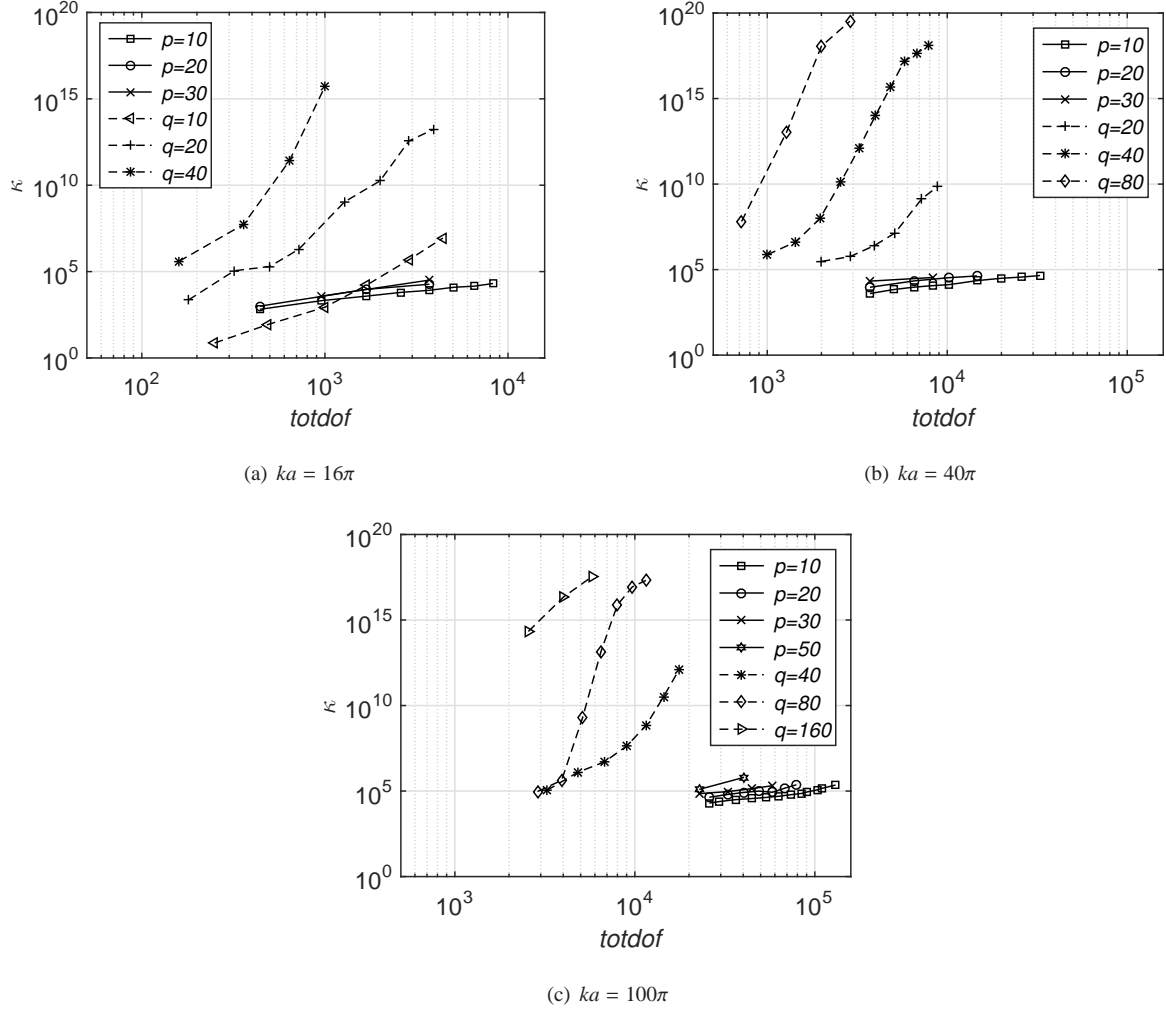 10^20
10^15
10^10
10^5
10^0
κ
p=10
p=20
p=30
q=10
q=20
q=40
10^2 10^3 10^4
totdof
(a) ka = 16π
10^20
10^15
10^10
10^5
10^0
κ
p=10
p=20
p=30
q=20
q=40
q=80
10^3 10^4 10^5
totdof
(b) ka = 40π
10^20
10^15
10^10
10^5
10^0
κ
p=10
p=20
p=30
p=50
q=40
q=80
q=160
10^3 10^4 10^5
totdof
(c) ka = 100π